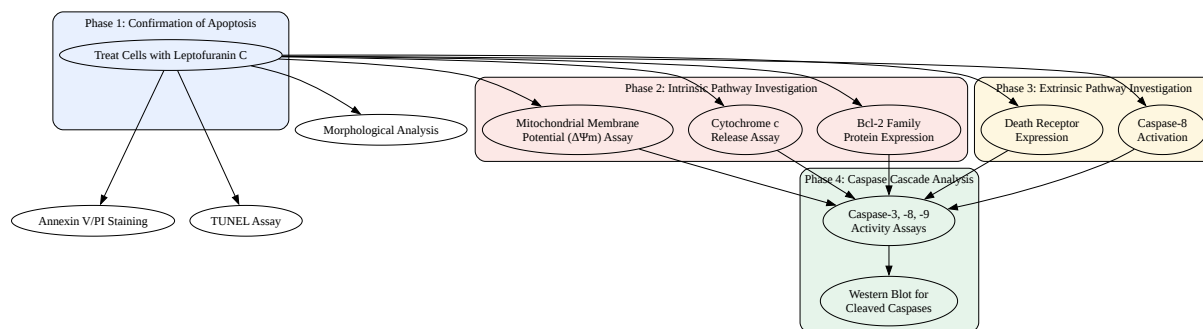 Phase 1: Confirmation of Apoptosis
Treat Cells with Leptofuranin C
Phase 2: Intrinsic Pathway Investigation
Phase 3: Extrinsic Pathway Investigation
Morphological Analysis
Mitochondrial Membrane
Potential (ΔΨm) Assay
Cytochrome c
Release Assay
Bcl-2 Family
Protein Expression
Death Receptor
Expression
Caspase-8
Activation
Phase 4: Caspase Cascade Analysis
Annexin V/PI Staining
TUNEL Assay
Caspase-3, -8, -9
Activity Assays
Western Blot for
Cleaved Caspases